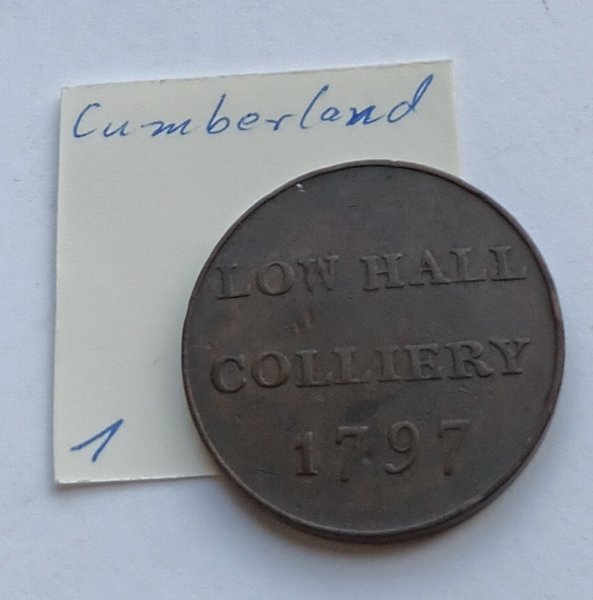 Cumberland
LOW HALL
COLLIERY
1797
1